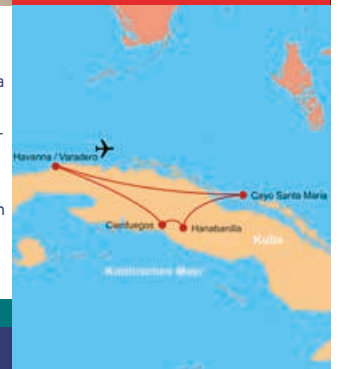 a
-
n
Havanna / Varadero
Cayo Santa Maria
Cienfuegos
Hanabanilla
Kuba
Karibisches Meer